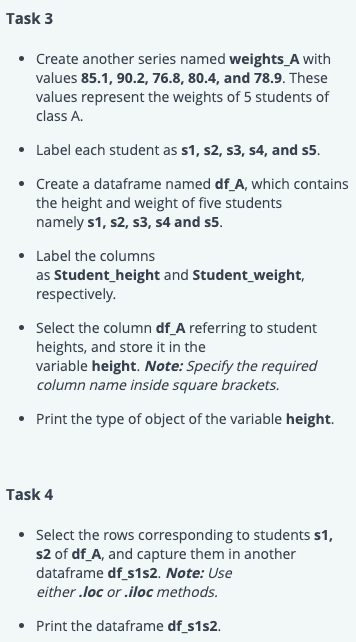 Task 3
• Create another series named weights_A with
values 85.1, 90.2, 76.8, 80.4, and 78.9. These
values represent the weights of 5 students of
class A.
• Label each student as s1, s2, s3, s4, and s5.
• Create a dataframe named df_A, which contains
the height and weight of five students
namely s1, s2, s3, s4 and s5.
• Label the columns
as Student_height and Student_weight,
respectively.
• Select the column df_A referring to student
heights, and store it in the
variable height. Note: Specify the required
column name inside square brackets.
• Print the type of object of the variable height.
Task 4
• Select the rows corresponding to students s1,
s2 of df_A, and capture them in another
dataframe df_s1s2. Note: Use
either .loc or .iloc methods.
• Print the dataframe df_s1s2.